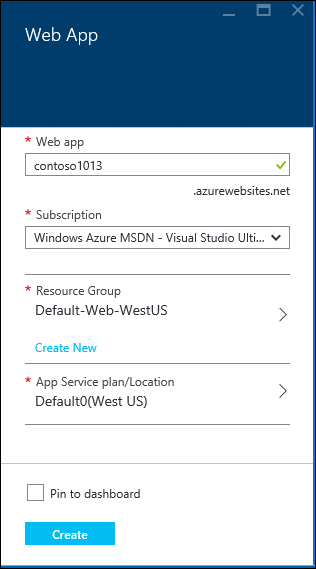 Web App
* Web app
contoso1013
.azurewebsites.net
* Subscription
Windows Azure MSDN - Visual Studio Ulti...
* Resource Group
Default-Web-WestUS
Create New
* App Service plan/Location
Default0(West US)
Pin to dashboard
Create